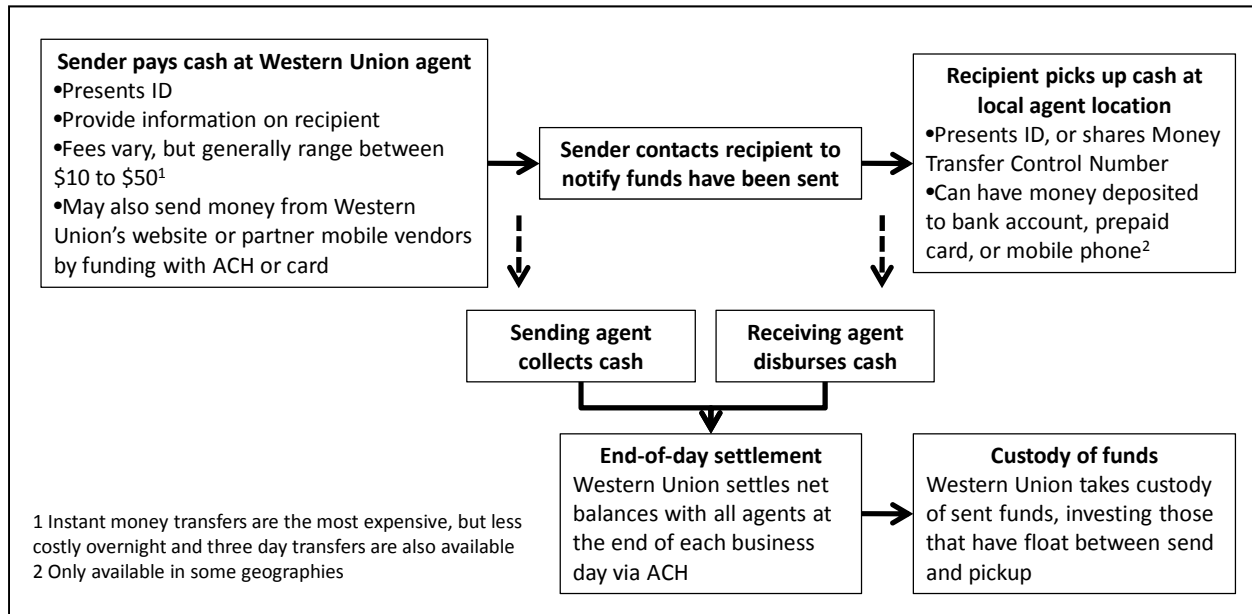 Sender pays cash at Western Union agent
•Presents ID
•Provide information on recipient
•Fees vary, but generally range between
$10 to $50¹
•May also send money from Western
Union’s website or partner mobile vendors
by funding with ACH or card
Sender contacts recipient to
notify funds have been sent
Recipient picks up cash at
local agent location
•Presents ID, or shares Money
Transfer Control Number
•Can have money deposited
to bank account, prepaid
card, or mobile phone²
Sending agent
collects cash
Receiving agent
disburses cash
End-of-day settlement
Western Union settles net
balances with all agents at
the end of each business
day via ACH
Custody of funds
Western Union takes custody
of sent funds, investing those
that have float between send
and pickup
1 Instant money transfers are the most expensive, but less
costly overnight and three day transfers are also available
2 Only available in some geographies